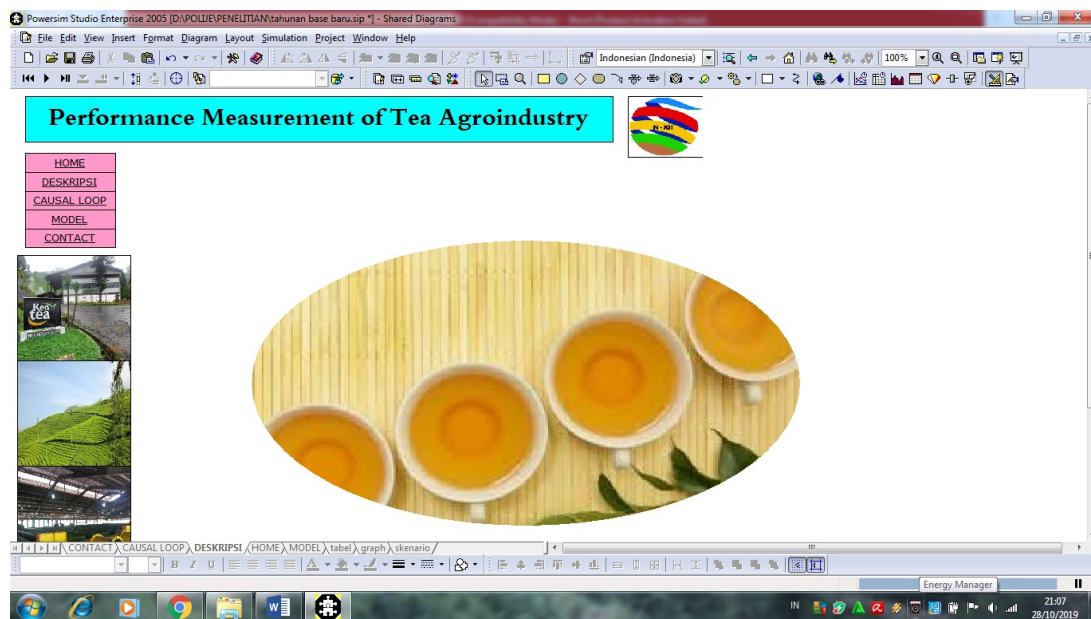 Powersim Studio Enterprise 2005 [D:\POLIJE\PENELITIAN\tahunan base baru.sip *] - Shared Diagrams
File Edit View Insert Format Diagram Layout Simulation Project Window Help
Indonesian (Indonesia)
100%
Performance Measurement of Tea Agroindustry
N - XII
HOME
DESKRIPSI
CAUSAL LOOP
MODEL
CONTACT
Ken
tea
CONTACT CAUSAL LOOP DESKRIPSI HOME MODEL tabel graph skenario
B I U
Energy Manager
IN
21:07
28/10/2019